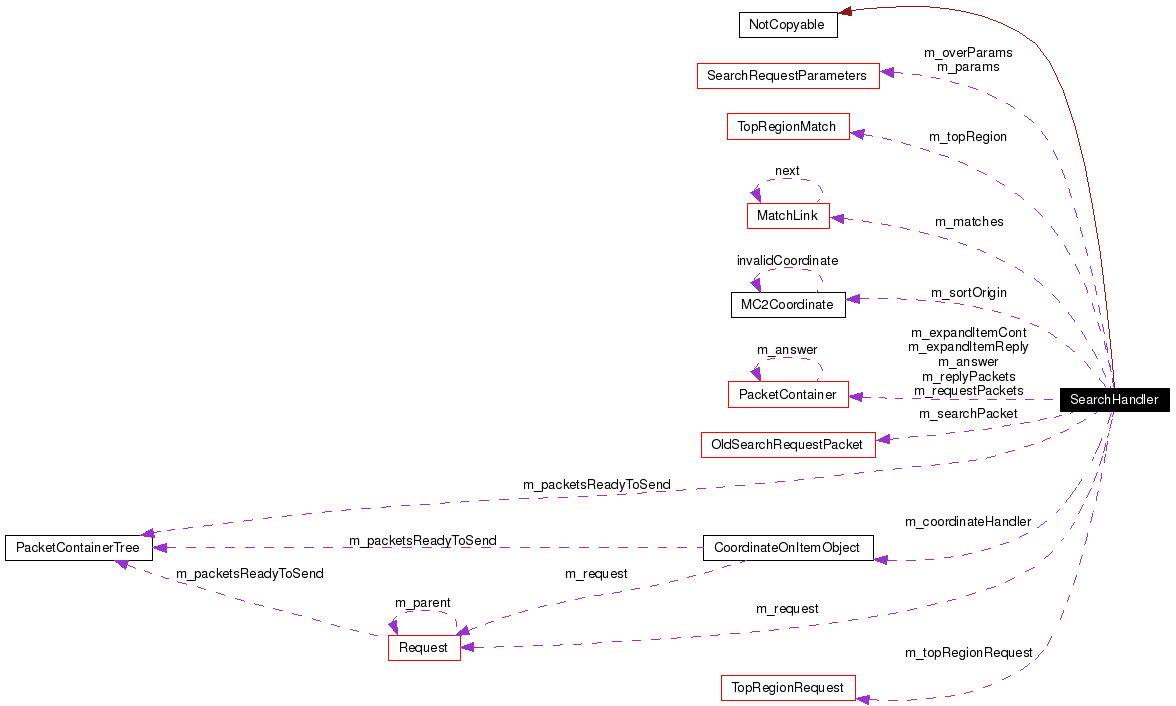 NotCopyable
m_overParams
m_params
SearchRequestParameters
TopRegionMatch
m_topRegion
next
MatchLink
m_matches
invalidCoordinate
MC2Coordinate
m_sortOrigin
m_expandItemCont
m_expandItemReply
m_answer
m_replyPackets
m_requestPackets
m_answer
PacketContainer
SearchHandler
m_searchPacket
OldSearchRequestPacket
m_packetsReadyToSend
m_coordinateHandler
PacketContainerTree
m_packetsReadyToSend
CoordinateOnItemObject
m_packetsReadyToSend
m_request
m_parent
m_request
Request
m_topRegionRequest
TopRegionRequest